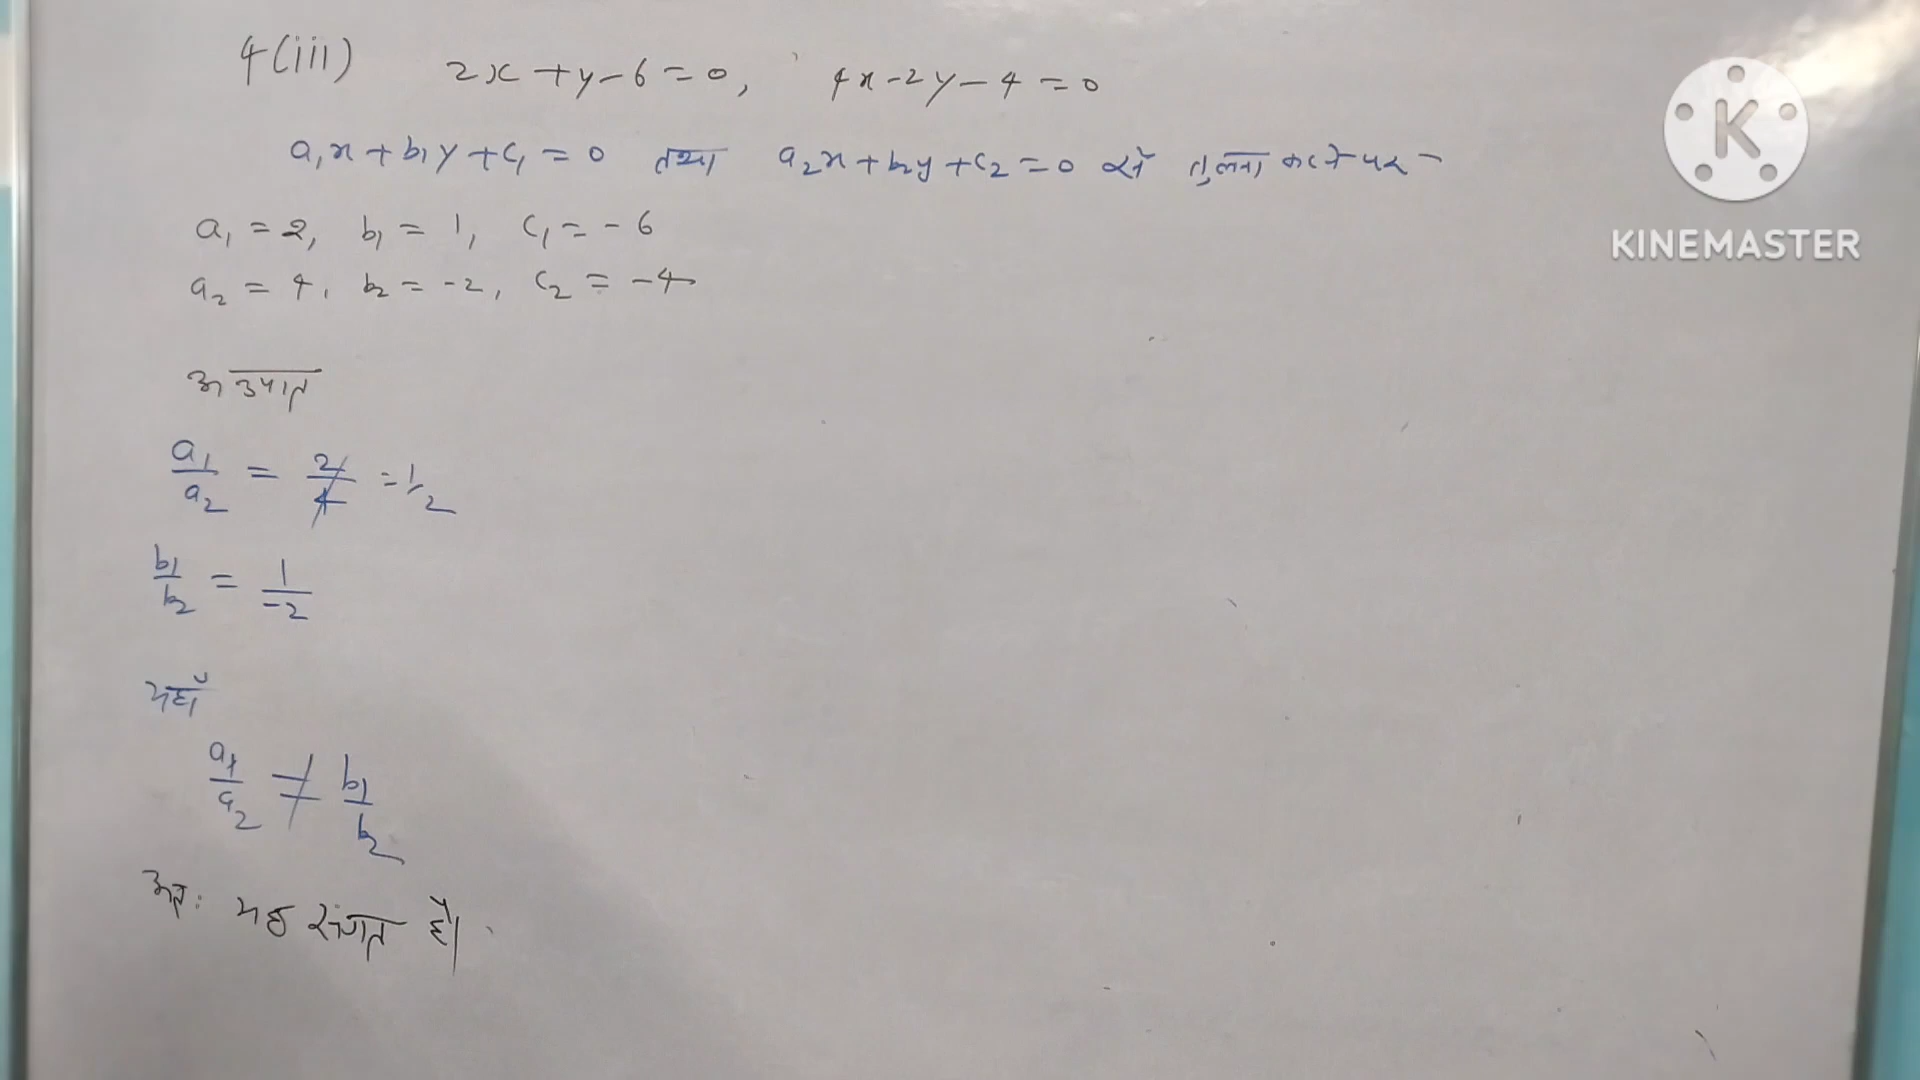 4(iii) 2x + y - 6 = 0, 4x - 2y - 4 = 0
a₁x + b₁y + c₁ = 0 तथा a₂x + b₂y + c₂ = 0 से तुलना करने पर -
a₁ = 2, b₁ = 1, c₁ = - 6
a₂ = 4, b₂ = -2, c₂ = -4
अनुपात
a₁/a₂ = 2/4 = 1/2
b₁/b₂ = 1/-2
यहाँ
a₁/a₂ ≠ b₁/b₂
अत: यह संगत है।
K
KINEMASTER